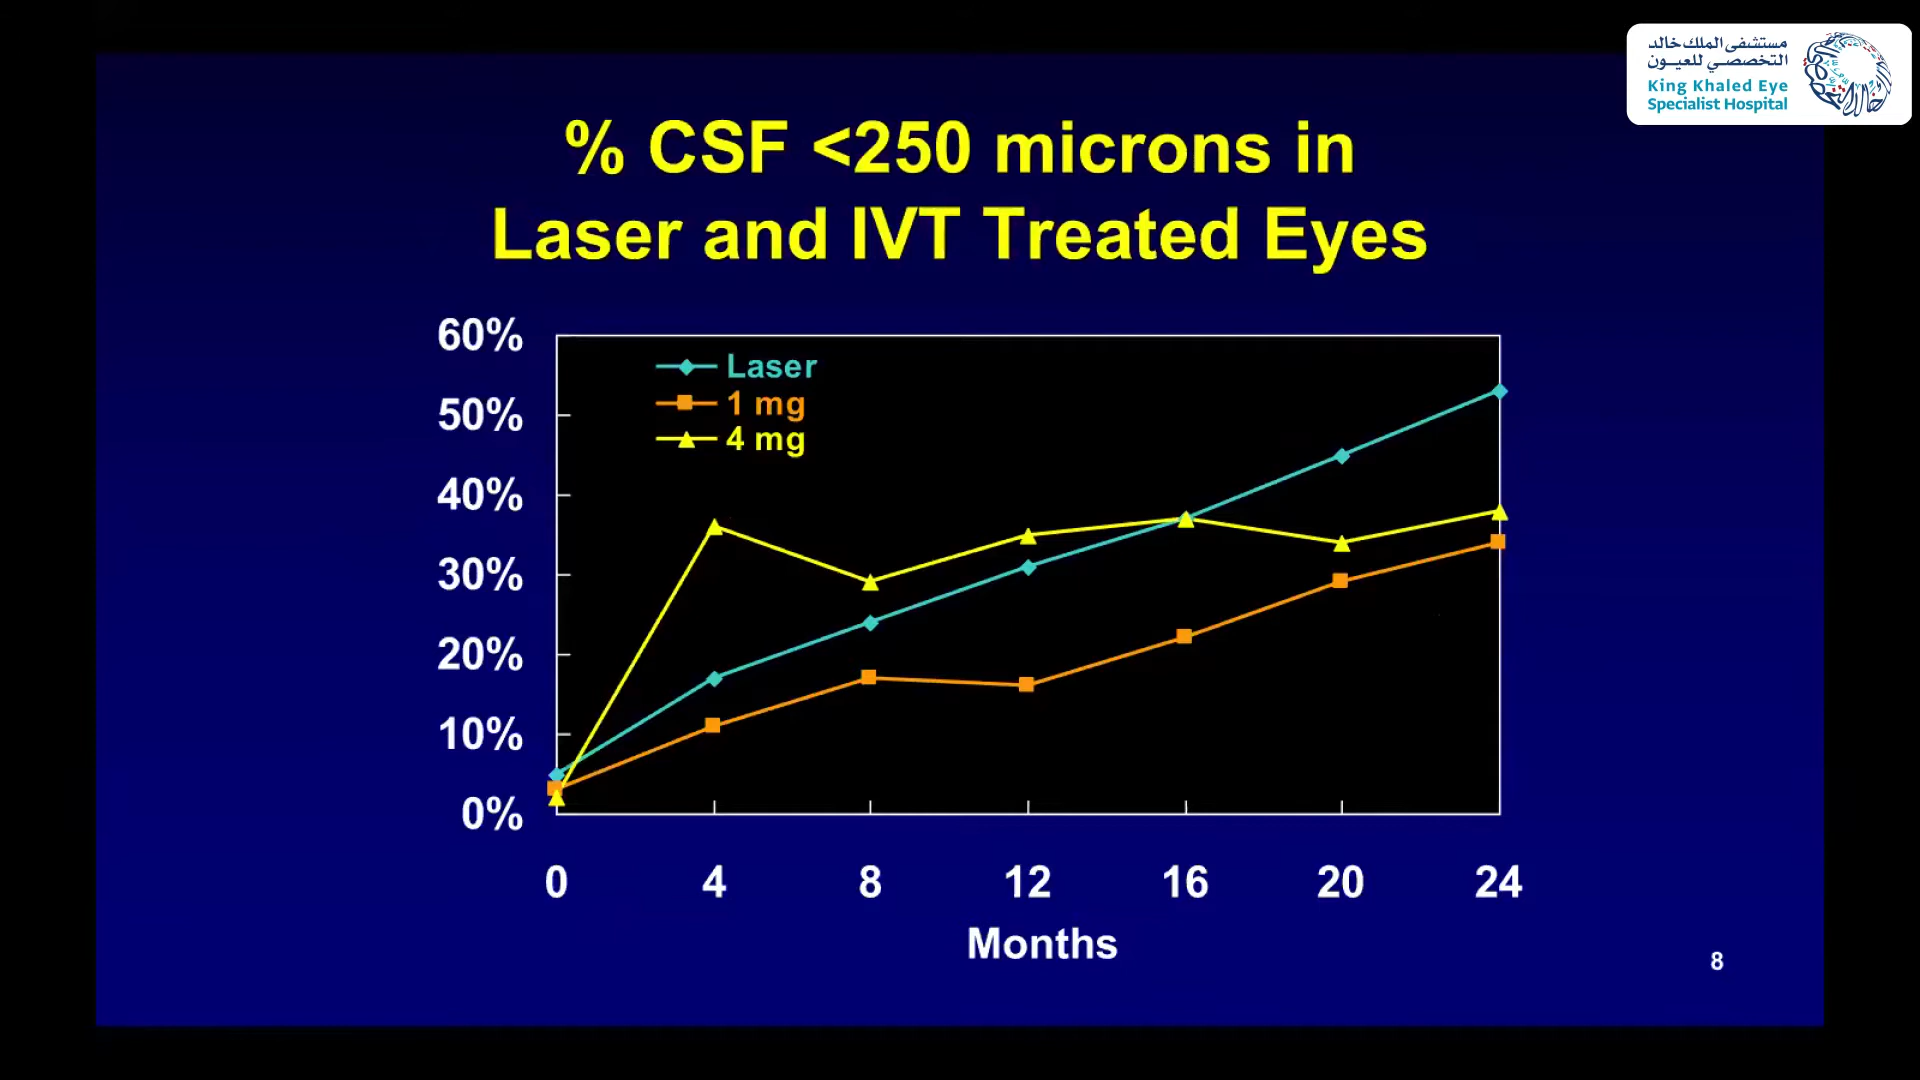 مستشفى الملك خالد
التخصصي للعيون
King Khaled Eye
Specialist Hospital
% CSF <250 microns in
Laser and IVT Treated Eyes
60%
50%
40%
30%
20%
10%
0%
Laser
1 mg
4 mg
0 4 8 12 16 20 24
Months
8